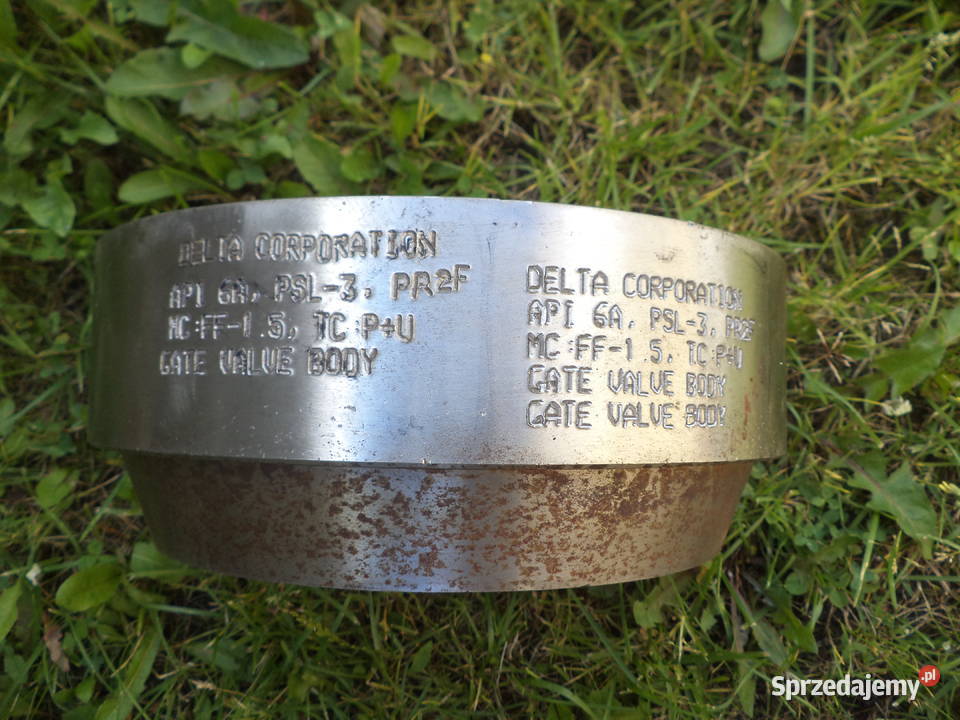 DELTA CORPORATION
API 6A, PSL-3, PR2F
MC:FF-1.5, TC:P+U
GATE VALVE BODY
DELTA CORPORATION
API 6A, PSL-3, PR2F
MC:FF-1.5, TC:P+U
GATE VALVE BODY
GATE VALVE BODY
Sprzedajemy.pl